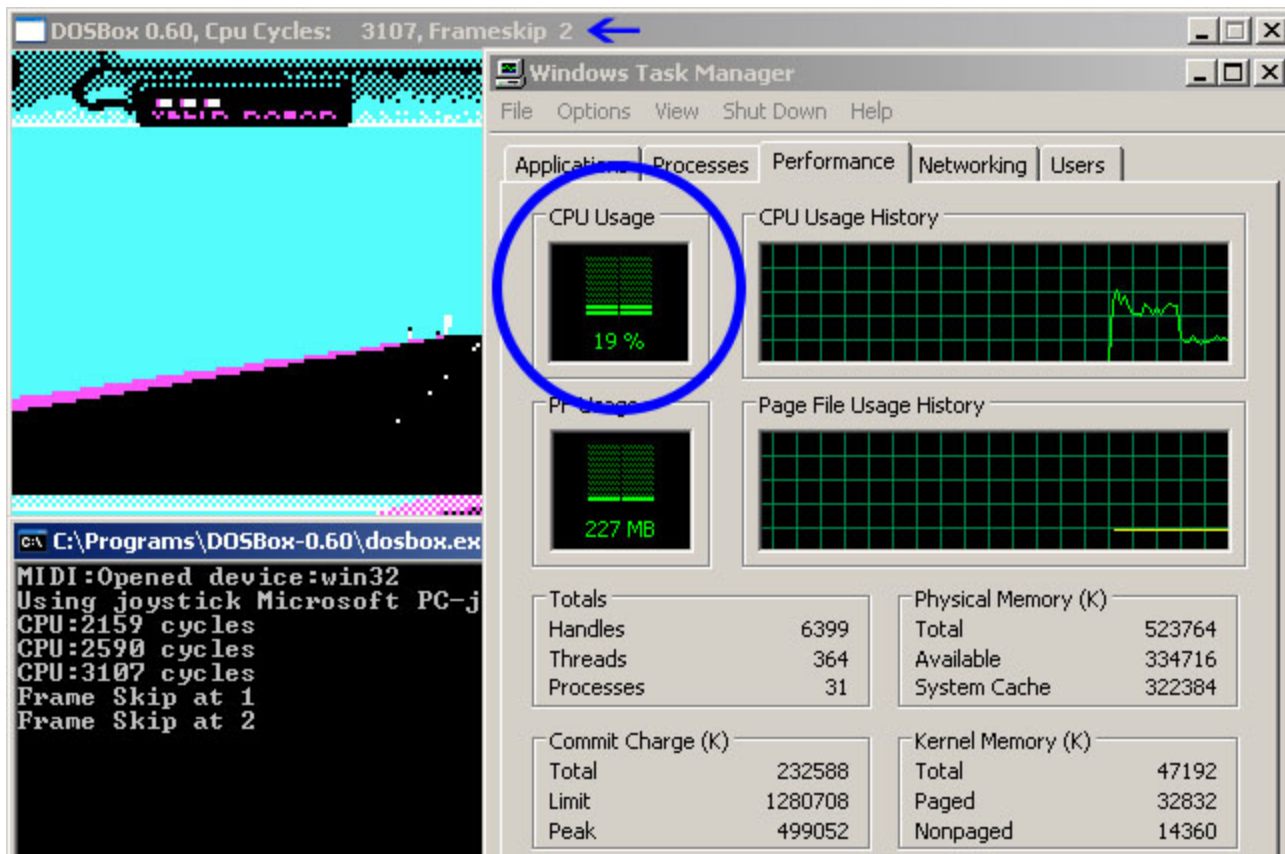 DOSBox 0.60, Cpu Cycles: 3107, Frameskip 2
Windows Task Manager
File Options View Shut Down Help
Applications Processes Performance Networking Users
CPU Usage CPU Usage History
19 %
PF Usage Page File Usage History
227 MB
C:\Programs\DOSBox-0.60\dosbox.ex
MIDI:Opened device:win32
Using joystick Microsoft PC-j
CPU:2159 cycles
CPU:2590 cycles
CPU:3107 cycles
Frame Skip at 1
Frame Skip at 2
Totals
Handles 6399
Threads 364
Processes 31
Physical Memory (K)
Total 523764
Available 334716
System Cache 322384
Commit Charge (K)
Total 232588
Limit 1280708
Peak 499052
Kernel Memory (K)
Total 47192
Paged 32832
Nonpaged 14360